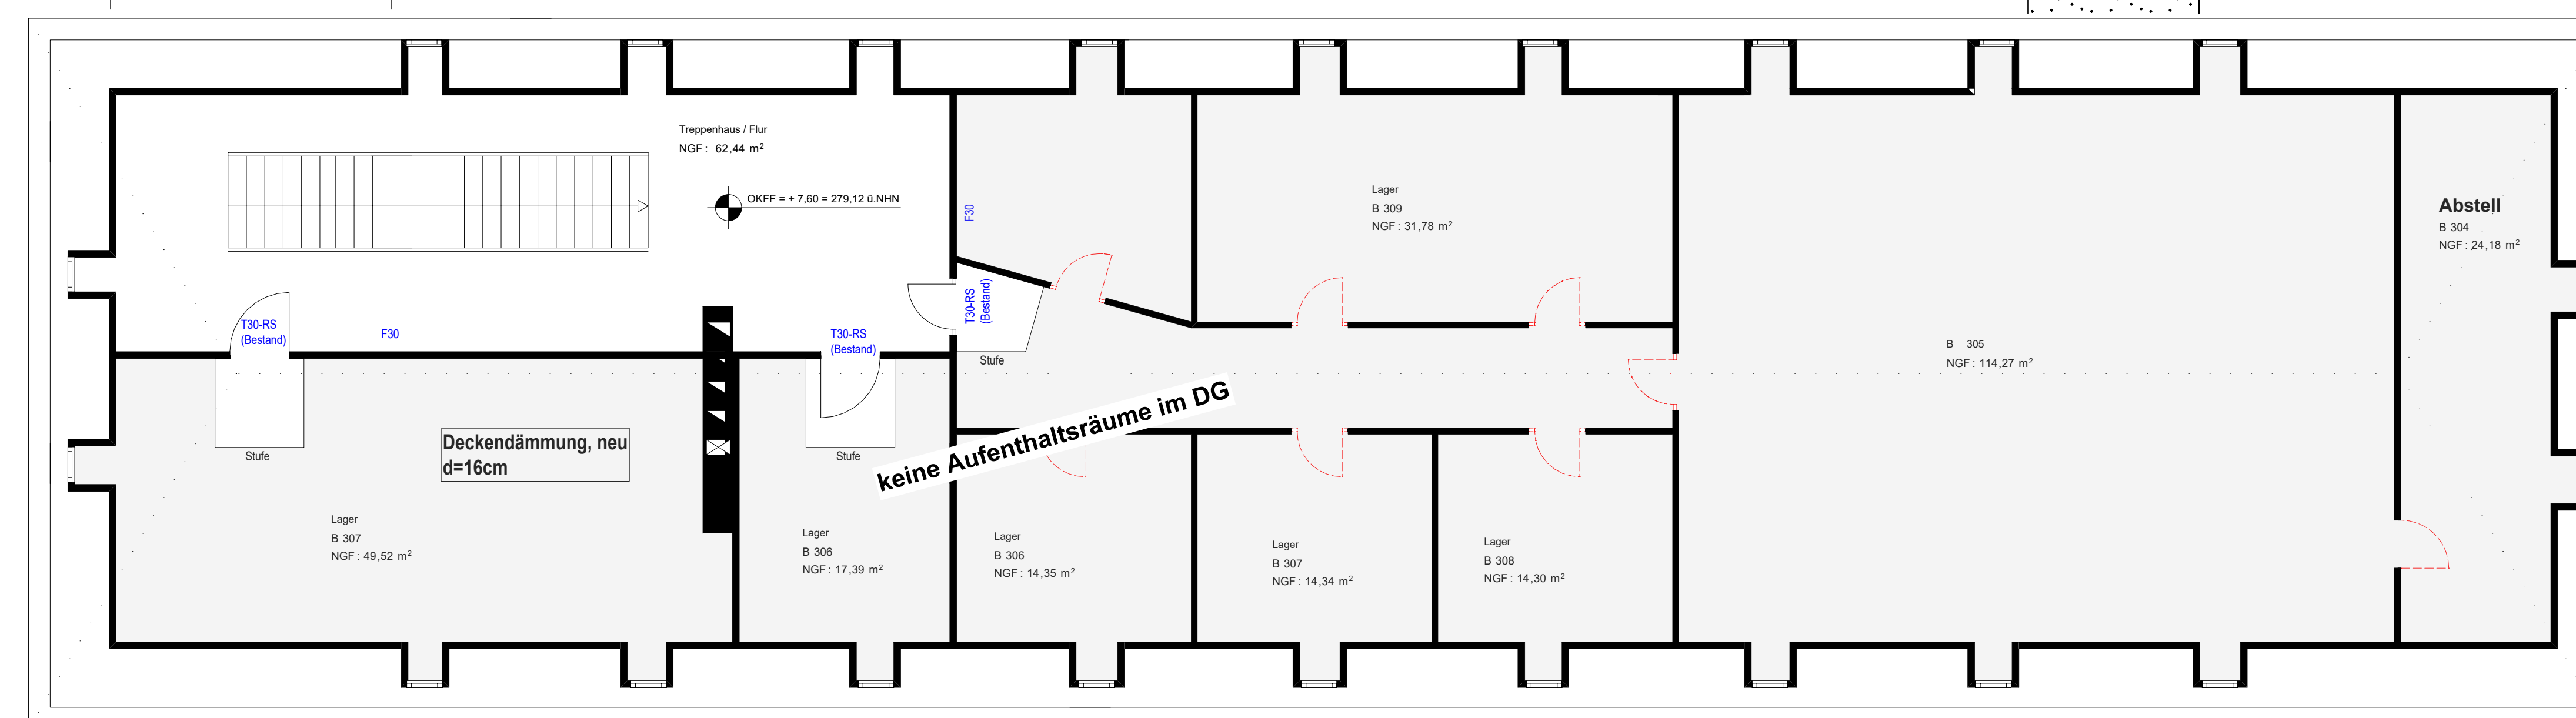 Treppenhaus / Flur
NGF: 62,44 m²
OKFF = + 7,60 = 279,12 ü.NHN
F30
T30-RS
(Bestand)
Stufe
T30-RS
(Bestand)
F30
T30-RS
(Bestand)
Stufe
Stufe
Deckendämmung, neu
d=16cm
keine Aufenthaltsräume im DG
Lager
B 307
NGF: 49,52 m²
Lager
B 306
NGF: 17,39 m²
Lager
B 306
NGF: 14,35 m²
Lager
B 307
NGF: 14,34 m²
Lager
B 308
NGF: 14,30 m²
Lager
B 309
NGF: 31,78 m²
B 305
NGF: 114,27 m²
Abstell
B 304
NGF: 24,18 m²